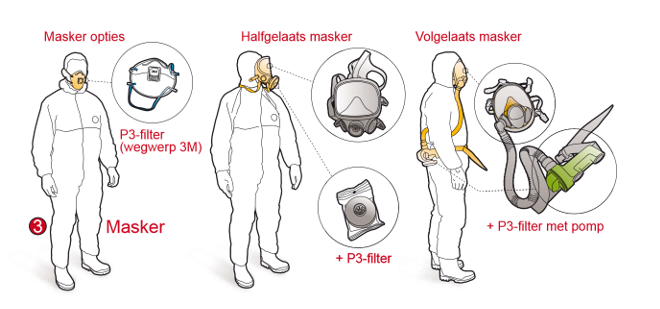 Masker opties
Halfgelaats masker
Volgelaats masker
P3-filter
(wegwerp 3M)
3 Masker
+ P3-filter
+ P3-filter met pomp